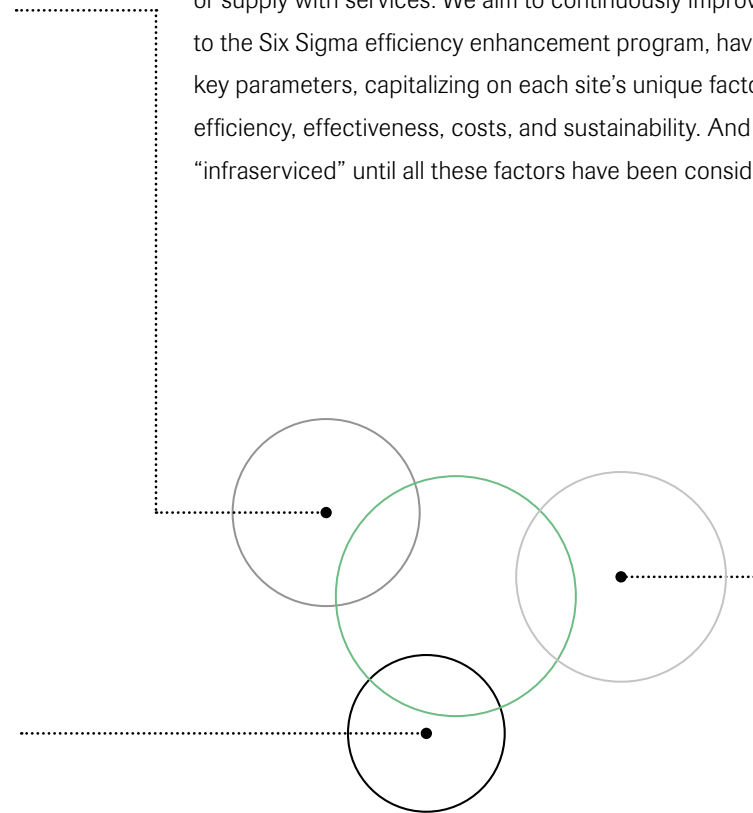 or supply with services. We aim to continuously improv
to the Six Sigma efficiency enhancement program, hav
key parameters, capitalizing on each site’s unique facto
efficiency, effectiveness, costs, and sustainability. And
“infraserviced” until all these factors have been consid